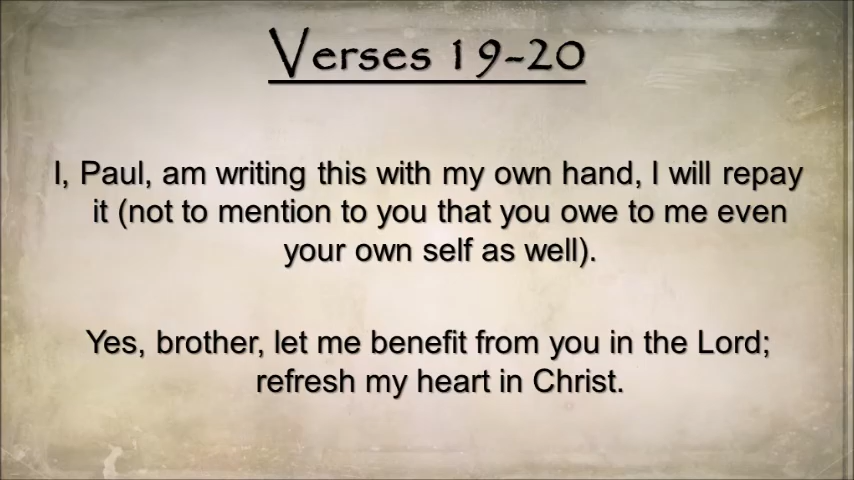 Verses 19-20
I, Paul, am writing this with my own hand, I will repay
it (not to mention to you that you owe to me even
your own self as well).
Yes, brother, let me benefit from you in the Lord;
refresh my heart in Christ.